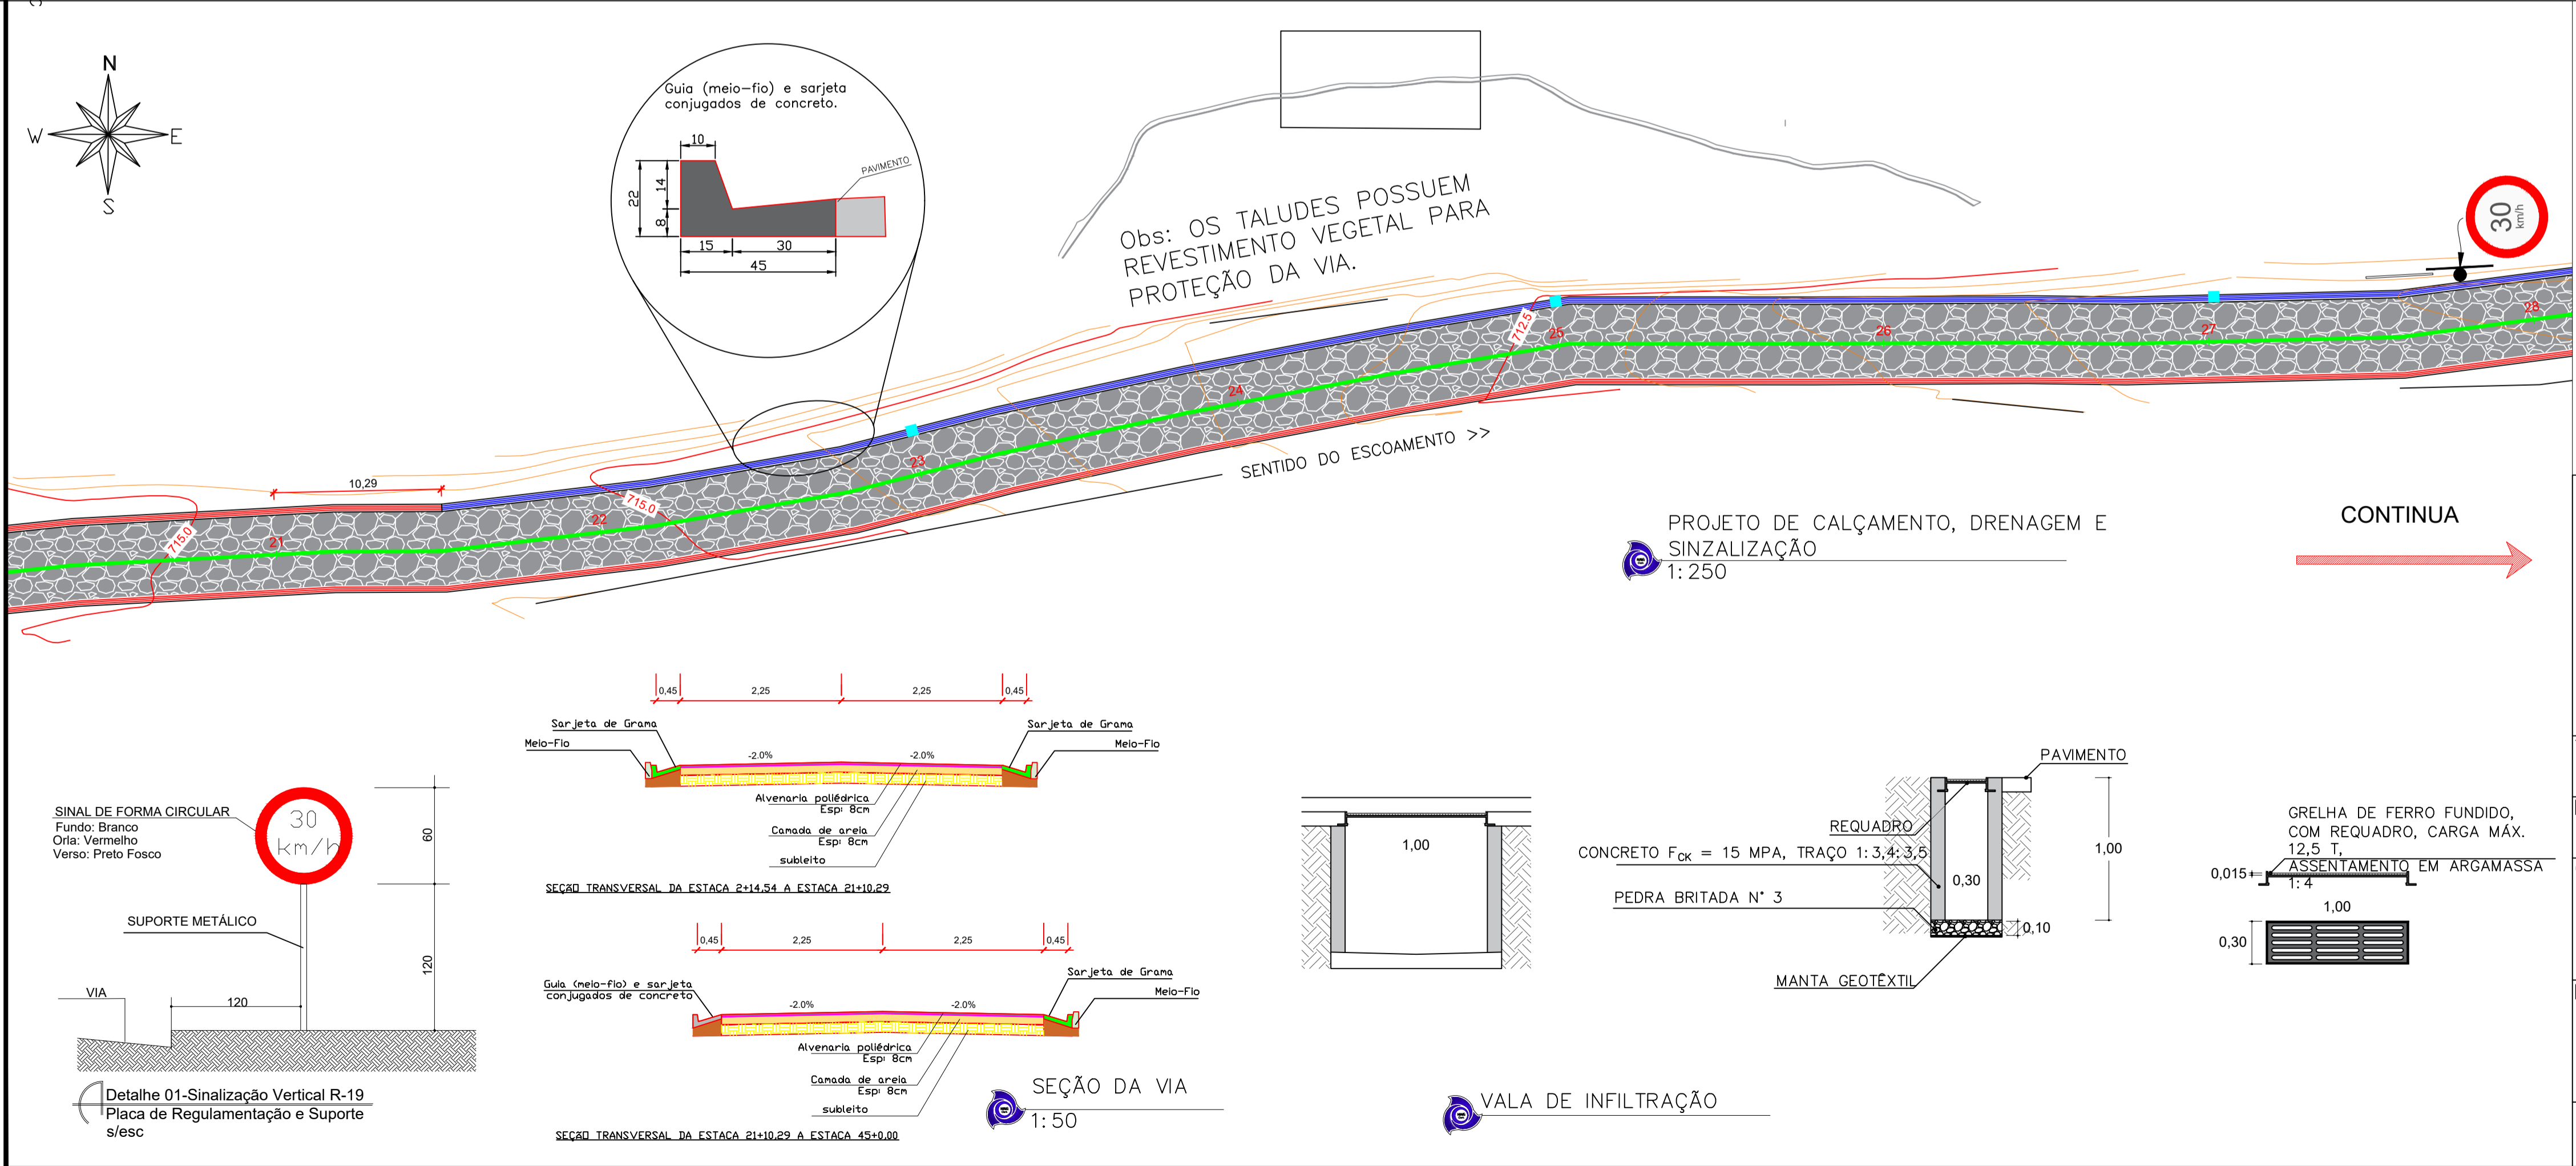 N
W
E
S
Guia (meio-fio) e sarjeta
conjugados de concreto.
10
PAVIMENTO
22
14
8
15
30
45
Obs: OS TALUDES POSSUEM
REVESTIMENTO VEGETAL PARA
PROTEÇÃO DA VIA.
30
km/h
10,29
715.0
21
22
715.0
23
24
712.5
25
26
27
28
SENTIDO DO ESCOAMENTO >>
PROJETO DE CALÇAMENTO, DRENAGEM E
SINZALIZAÇÃO
1:250
CONTINUA
SINAL DE FORMA CIRCULAR
Fundo: Branco
Orla: Vermelho
Verso: Preto Fosco
30
km/h
60
SUPORTE METÁLICO
120
VIA
120
Detalhe 01-Sinalização Vertical R-19
Placa de Regulamentação e Suporte
s/esc
0,45
2,25
2,25
0,45
Sarjeta de Grama
Sarjeta de Grama
Meio-Fio
Meio-Fio
-2.0%
-2.0%
Alvenaria poliédrica
Esp: 8cm
Camada de areia
Esp: 8cm
subleito
SEÇÃO TRANSVERSAL DA ESTACA 2+14.54 A ESTACA 21+10.29
0,45
2,25
2,25
0,45
Guia (meio-fio) e sarjeta
conjugados de concreto
Sarjeta de Grama
Meio-Fio
-2.0%
-2.0%
Alvenaria poliédrica
Esp: 8cm
Camada de areia
Esp: 8cm
subleito
SEÇÃO TRANSVERSAL DA ESTACA 21+10.29 A ESTACA 45+0.00
SEÇÃO DA VIA
1:50
1,00
PAVIMENTO
REQUADRO
CONCRETO FCK = 15 MPA, TRAÇO 1:3,4:3,5
1,00
0,30
PEDRA BRITADA N° 3
0,10
MANTA GEOTÊXTIL
VALA DE INFILTRAÇÃO
GRELHA DE FERRO FUNDIDO,
COM REQUADRO, CARGA MÁX.
12,5 T,
ASSENTAMENTO EM ARGAMASSA
1:4
0,015
1,00
0,30